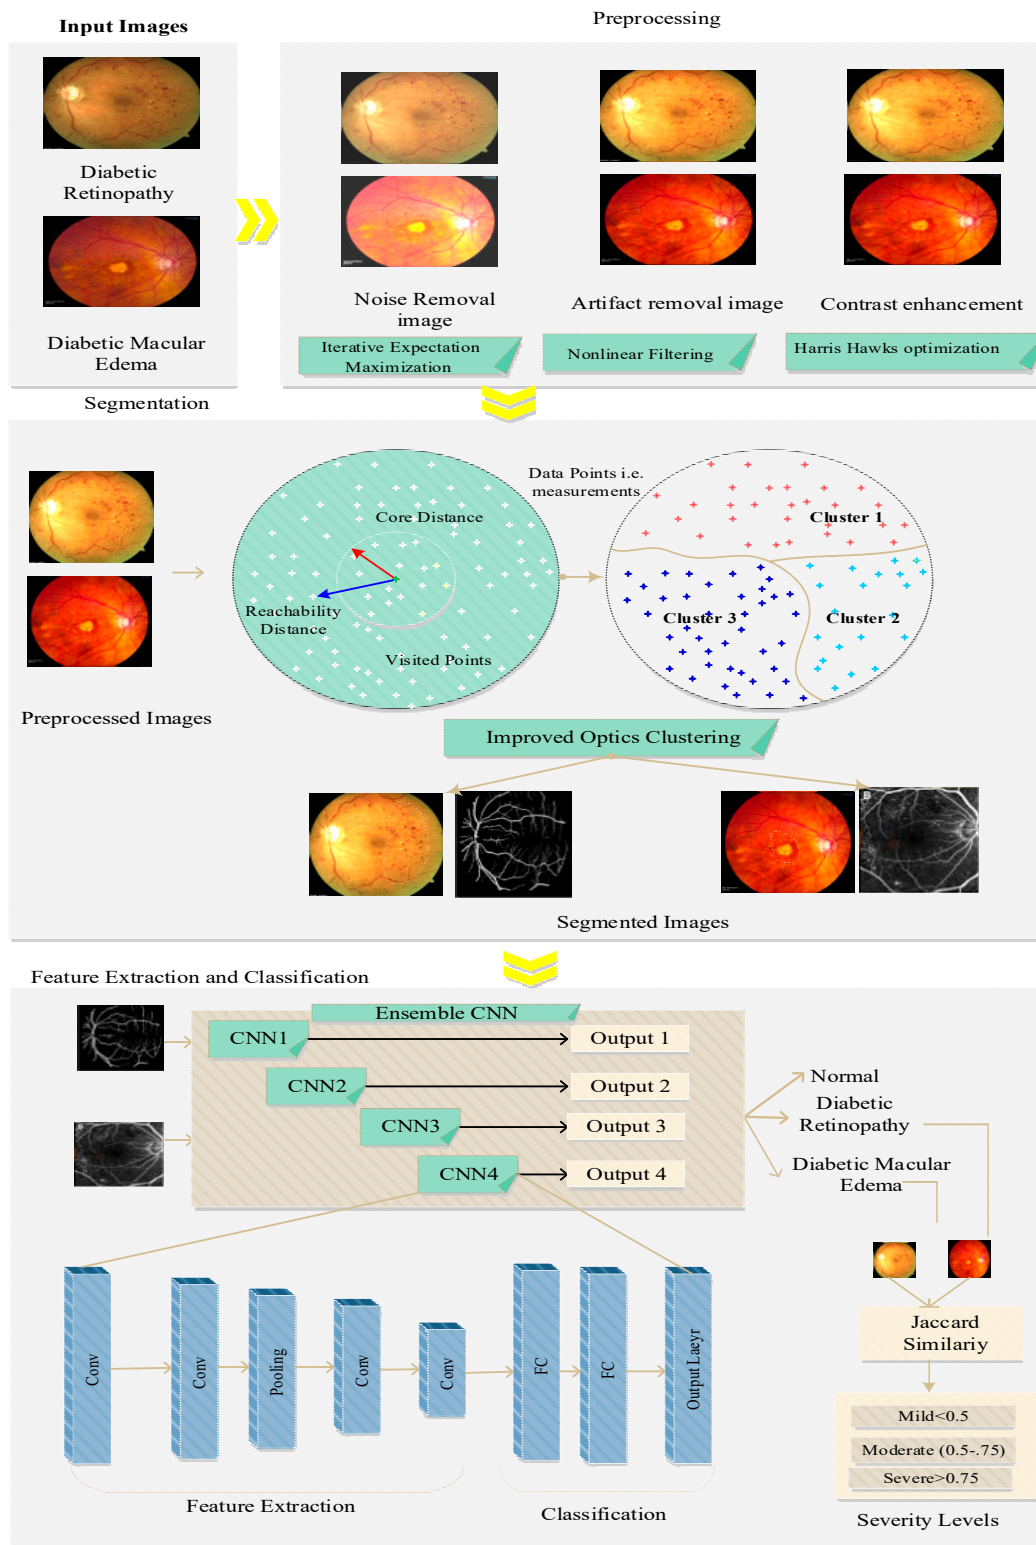 Input Images
Preprocessing
Diabetic
Retinopathy
Diabetic Macular
Edema
Noise Removal
image
Artifact removal image
Contrast enhancement
Iterative Expectation
Maximization
Nonlinear Filtering
Harris Hawks optimization
Segmentation
Data Points i.e.
measurements
Core Distance
Reachability
Distance
Visited Points
Cluster 1
Cluster 3
Cluster 2
Preprocessed Images
Improved Optics Clustering
Segmented Images
Feature Extraction and Classification
Ensemble CNN
CNN1
Output 1
CNN2
Output 2
CNN3
Output 3
CNN4
Output 4
Normal
Diabetic
Retinopathy
Diabetic Macular
Edema
Conv
Conv
Pooling
Conv
Conv
FC
FC
Output Laeyr
Feature Extraction
Classification
Jaccard
Similariy
Mild<0.5
Moderate (0.5-.75)
Severe>0.75
Severity Levels